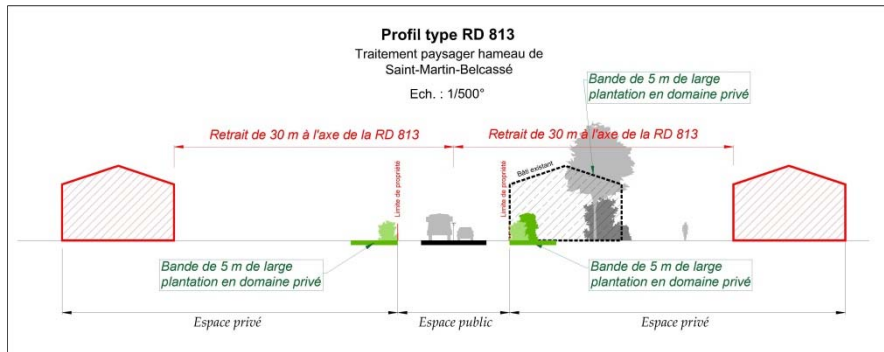 Profil type RD 813
Traitement paysager hameau de
Saint-Martin-Belcassé
Ech. : 1/500°
Bande de 5 m de large
plantation en domaine privé
Retrait de 30 m à l'axe de la RD 813
Retrait de 30 m à l'axe de la RD 813
Limite de propriété
Limite de propriété
Bâti existant
Bande de 5 m de large
plantation en domaine privé
Bande de 5 m de large
plantation en domaine privé
Espace privé
Espace public
Espace privé